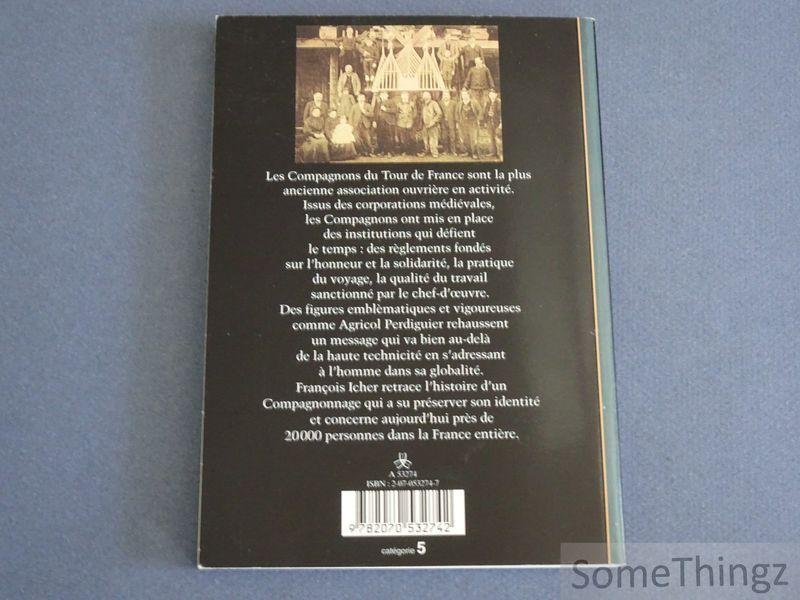 Les Compagnons du Tour de France sont la plus
ancienne association ouvrière en activité.
Issus des corporations médiévales,
les Compagnons ont mis en place
des institutions qui défient
le temps : des règlements fondés
sur l'honneur et la solidarité, la pratique
du voyage, la qualité du travail
sanctionné par le chef-d'œuvre.
Des figures emblèmatiques et vigoureuses
comme Agricol Perdiguier rehaussent
un message qui va bien au-delà
de la haute technicité en s'adressant
à l'homme dans sa globalité.
François Icher retrace l'histoire d'un
Compagnonnage qui a su préserver son identité
et concerne aujourd'hui près de
20 000 personnes dans la France entière.
A 53274
ISBN : 2-07-053274-7
9 782070 532742
catégorie 5
SomeThingz